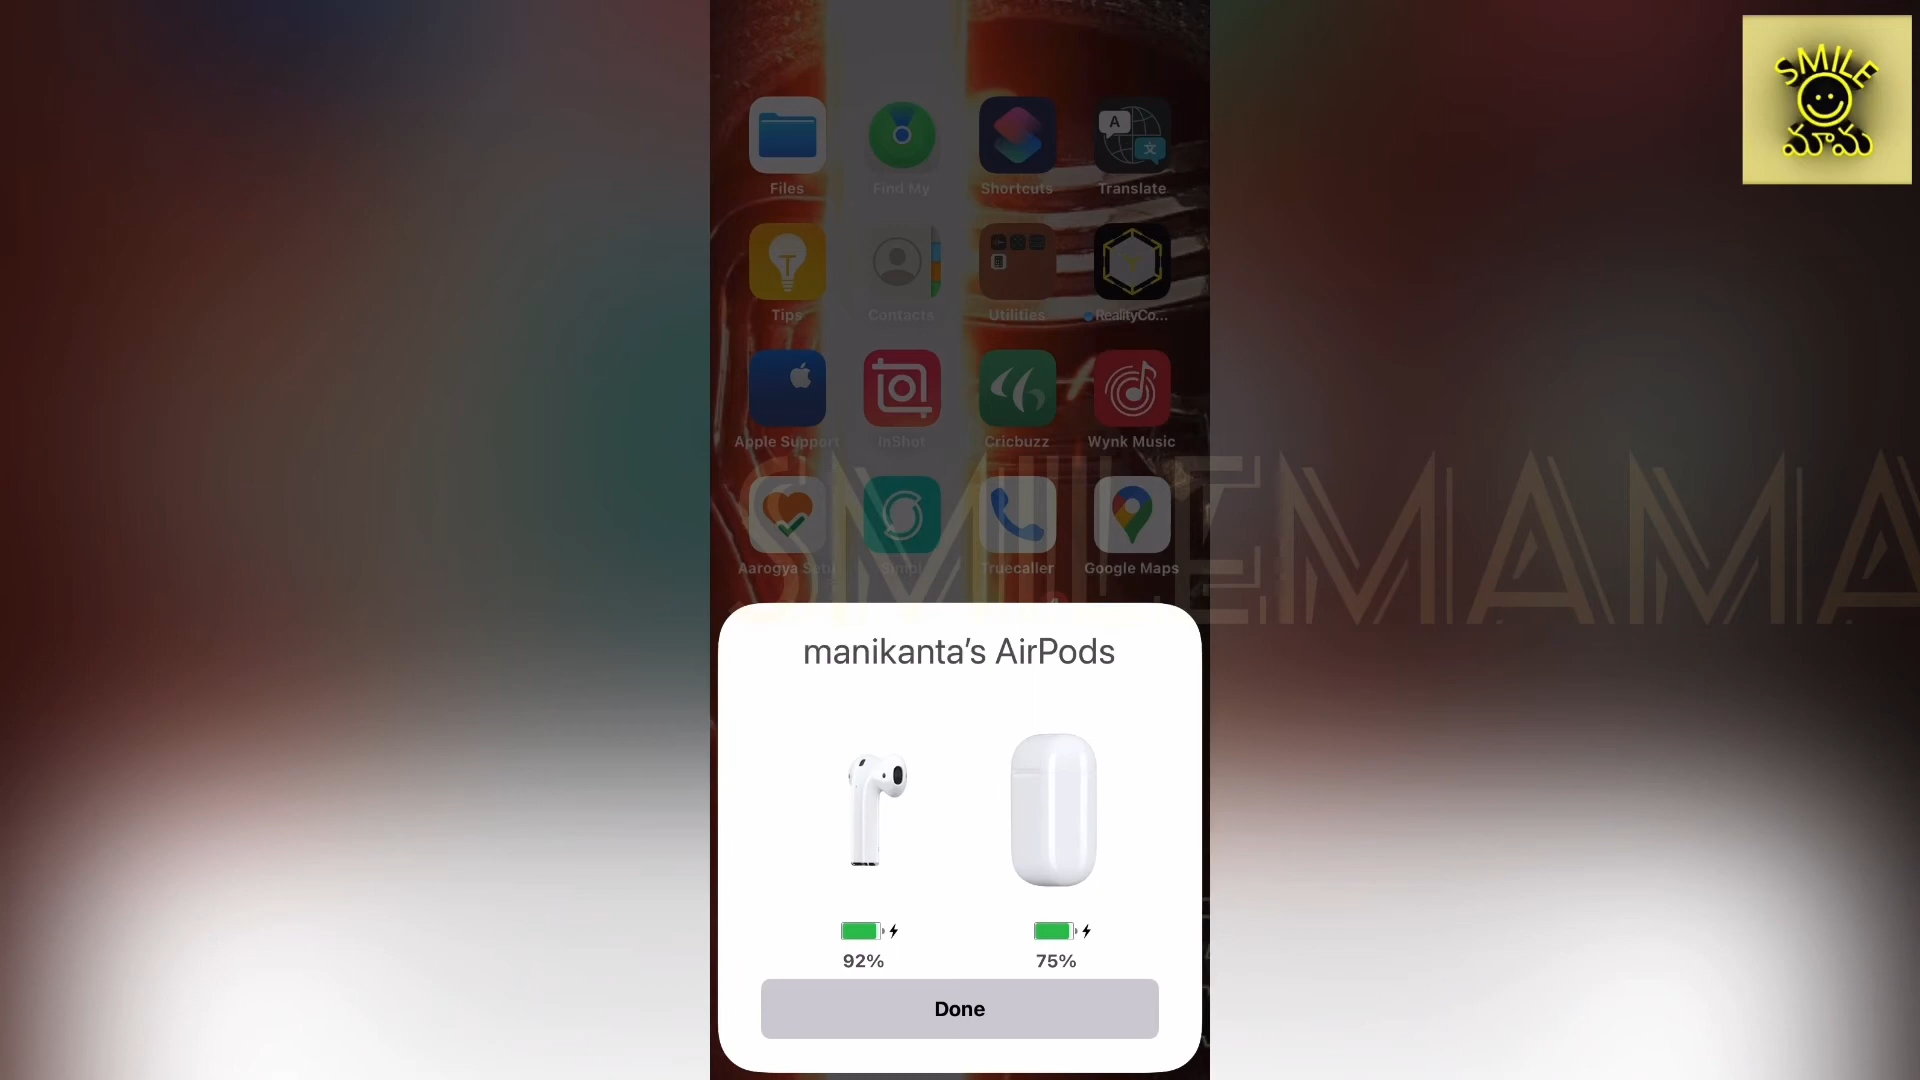 SMILE
మామ
Files
Find My
Shortcuts
Translate
Tips
Contacts
Utilities
RealityCo...
Apple Support
InShot
Cricbuzz
Wynk Music
SMILEMAMA
Truecaller
Google Maps
manikanta’s AirPods
92%
75%
Done